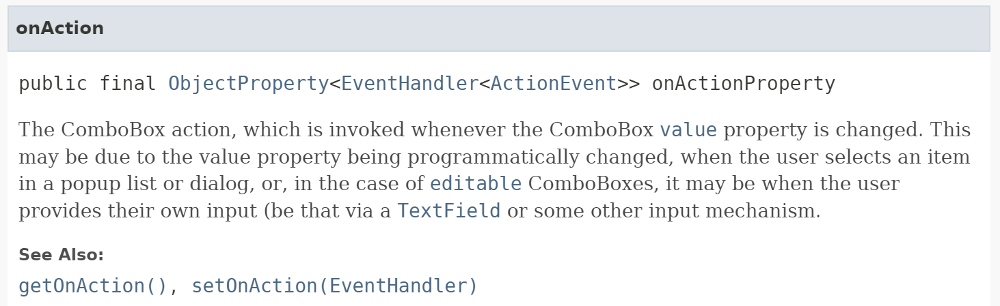 onAction
public final ObjectProperty<EventHandler<ActionEvent>> onActionProperty
The ComboBox action, which is invoked whenever the ComboBox value property is changed. This
may be due to the value property being programmatically changed, when the user selects an item
in a popup list or dialog, or, in the case of editable ComboBoxes, it may be when the user
provides their own input (be that via a TextField or some other input mechanism.
See Also:
getOnAction(), setOnAction(EventHandler)